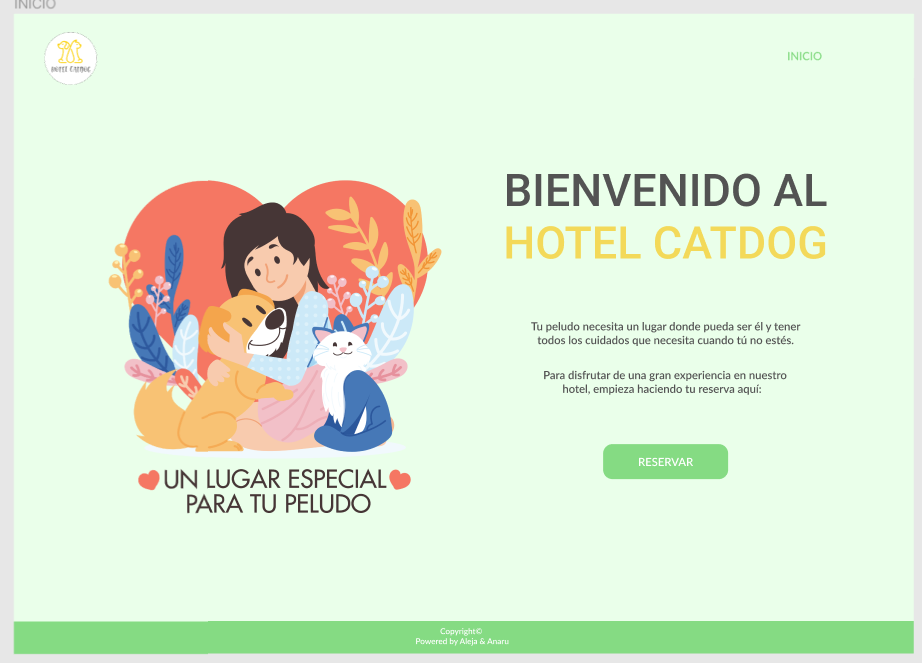 INICIO
HOTEL CATDOG
INICIO
BIENVENIDO AL
HOTEL CATDOG
Tu peludo necesita un lugar donde pueda ser él y tener
todos los cuidados que necesita cuando tú no estés.
Para disfrutar de una gran experiencia en nuestro
hotel, empieza haciendo tu reserva aquí:
RESERVAR
UN LUGAR ESPECIAL
PARA TU PELUDO
Copyright©
Powered by Aleja & Anaru